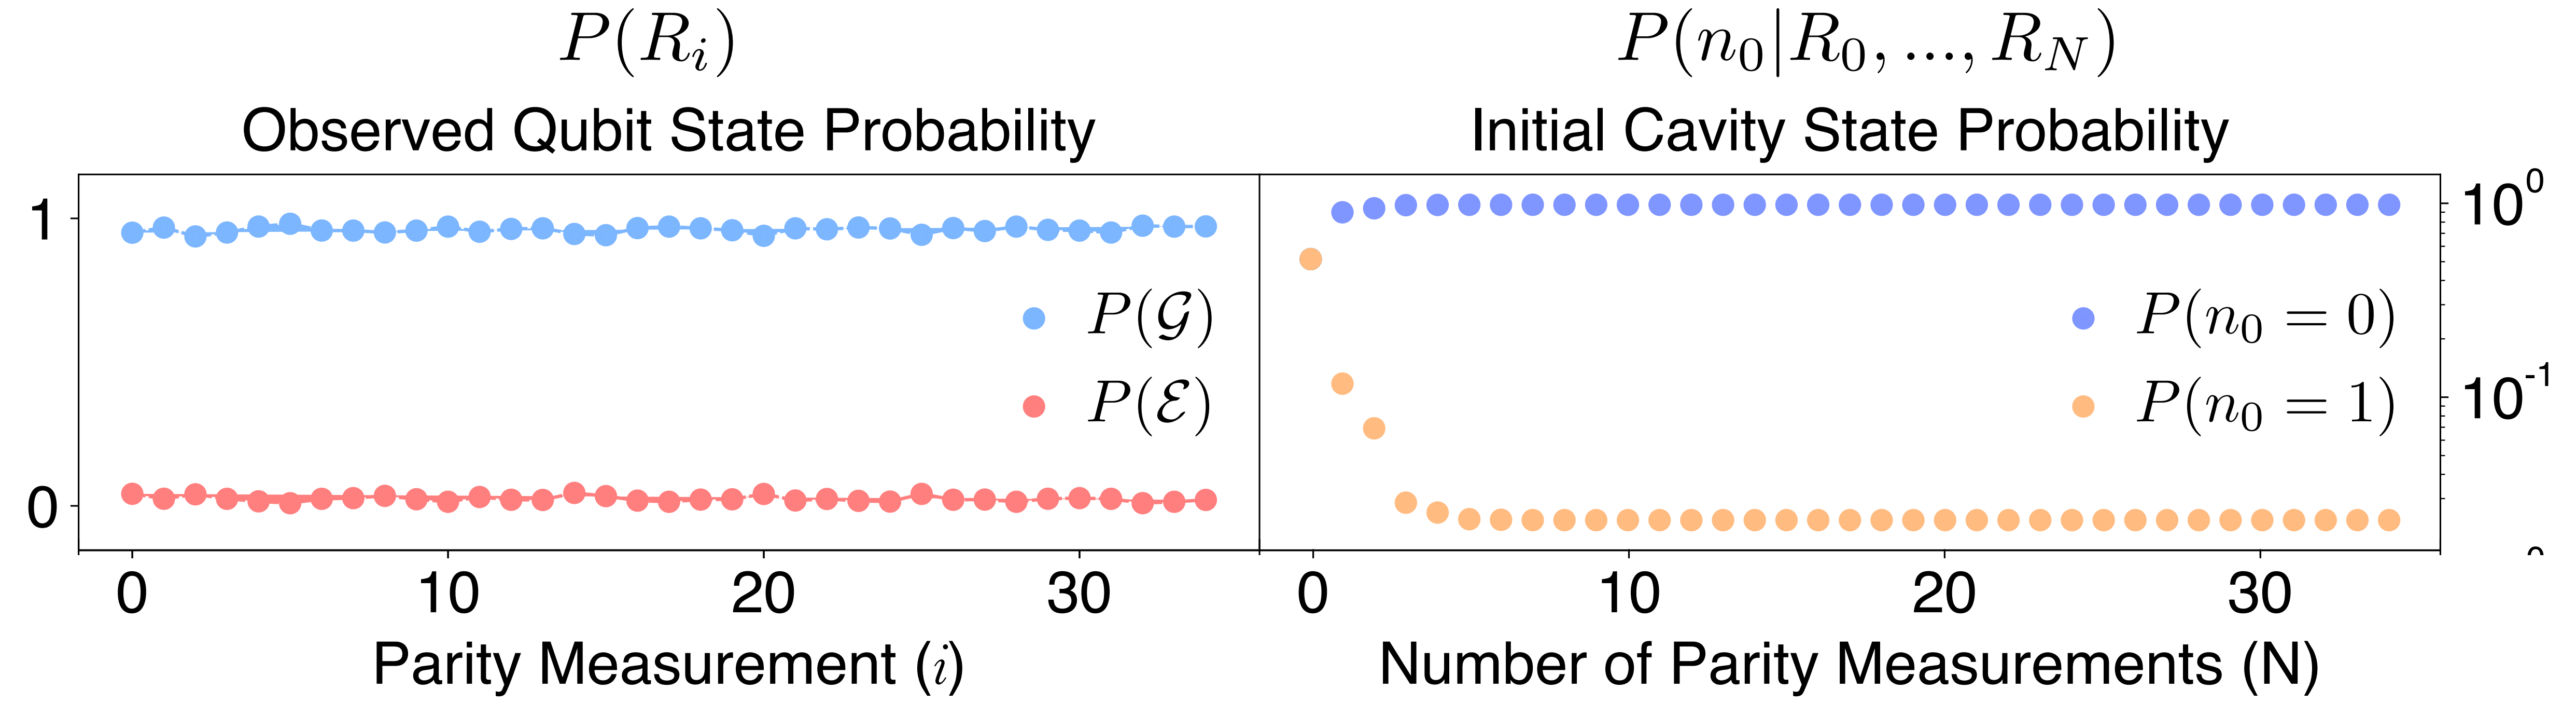 P(R_i)
Observed Qubit State Probability
1
0
P(𝒢)
P(ℰ)
0 10 20 30
Parity Measurement (i)
P(n_0|R_0, ..., R_N)
Initial Cavity State Probability
10^0
10^-1
P(n_0 = 0)
P(n_0 = 1)
0 10 20 30
Number of Parity Measurements (N)